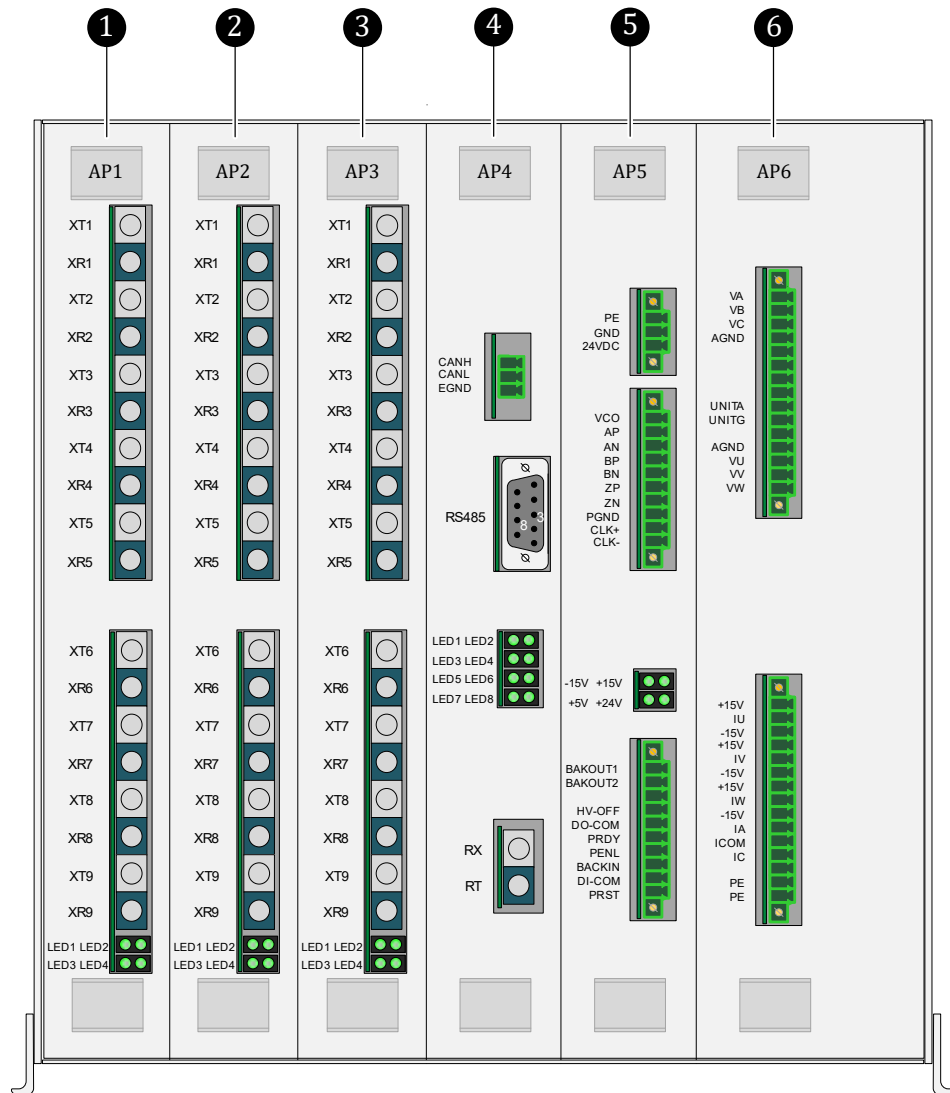 1 2 3 4 5 6
AP1 AP2 AP3 AP4 AP5 AP6
XT1
XR1
XT2
XR2
XT3
XR3
XT4
XR4
XT5
XR5
XT6
XR6
XT7
XR7
XT8
XR8
XT9
XR9
LED1 LED2
LED3 LED4
XT1
XR1
XT2
XR2
XT3
XR3
XT4
XR4
XT5
XR5
XT6
XR6
XT7
XR7
XT8
XR8
XT9
XR9
LED1 LED2
LED3 LED4
XT1
XR1
XT2
XR2
XT3
XR3
XT4
XR4
XT5
XR5
XT6
XR6
XT7
XR7
XT8
XR8
XT9
XR9
LED1 LED2
LED3 LED4
CANH
CANL
EGND
RS485
8 3
LED1 LED2
LED3 LED4
LED5 LED6
LED7 LED8
RX
RT
PE
GND
24VDC
VCO
AP
AN
BP
BN
ZP
ZN
PGND
CLK+
CLK-
-15V +15V
+5V +24V
BAKOUT1
BAKOUT2
HV-OFF
DO-COM
PRDY
PENL
BACKIN
DI-COM
PRST
VA
VB
VC
AGND
UNITA
UNITG
AGND
VU
VV
VW
+15V
IU
-15V
+15V
IV
-15V
+15V
IW
-15V
IA
ICOM
IC
PE
PE